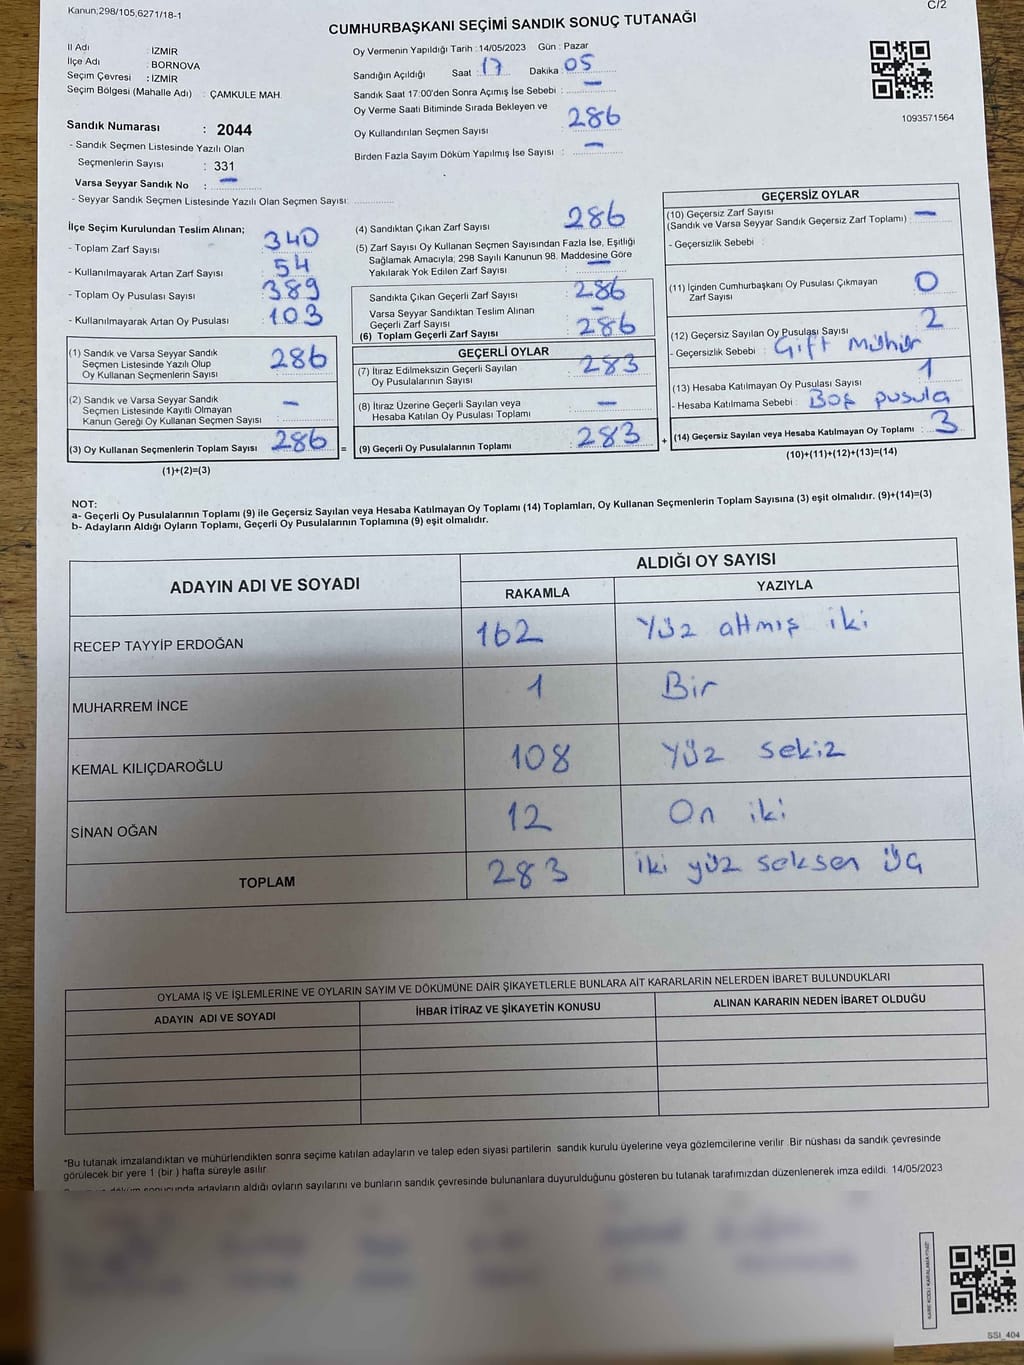 Kanun,298/105,6271/18-1
C/2
CUMHURBAŞKANI SEÇİMİ SANDIK SONUÇ TUTANAĞI
İl Adı : İZMİR
İlçe Adı : BORNOVA
Seçim Çevresi : İZMİR
Seçim Bölgesi (Mahalle Adı) : ÇAMKULE MAH.
Sandık Numarası : 2044
- Sandık Seçmen Listesinde Yazılı Olan
Seçmenlerin Sayısı : 331
Varsa Seyyar Sandık No : —
- Seyyar Sandık Seçmen Listesinde Yazılı Olan Seçmen Sayısı:
Oy Vermenin Yapıldığı Tarih : 14/05/2023 Gün : Pazar
Sandığın Açıldığı Saat : 17 Dakika : 05
Sandık Saat 17:00'den Sonra Açımış İse Sebebi : —
Oy Verme Saati Bitiminde Sırada Bekleyen ve
Oy Kullandırılan Seçmen Sayısı : 286
Birden Fazla Sayım Döküm Yapılmış İse Sayısı : —
1093571564
İlçe Seçim Kurulundan Teslim Alınan;
- Toplam Zarf Sayısı : 340
- Kullanılmayarak Artan Zarf Sayısı : 54
- Toplam Oy Pusulası Sayısı : 389
- Kullanılmayarak Artan Oy Pusulası : 103
(1) Sandık ve Varsa Seyyar Sandık
Seçmen Listesinde Yazılı Olup
Oy Kullanan Seçmenlerin Sayısı : 286
(2) Sandık ve Varsa Seyyar Sandık
Seçmen Listesinde Kayıtlı Olmayan
Kanun Gereği Oy Kullanan Seçmen Sayısı : —
(3) Oy Kullanan Seçmenlerin Toplam Sayısı : 286 =
(1)+(2)=(3)
(4) Sandıktan Çıkan Zarf Sayısı : 286
(5) Zarf Sayısı Oy Kullanan Seçmen Sayısından Fazla İse, Eşitliği
Sağlamak Amacıyla, 298 Sayılı Kanunun 98. Maddesine Göre
Yakılarak Yok Edilen Zarf Sayısı : —
Sandıkta Çıkan Geçerli Zarf Sayısı : 286
Varsa Seyyar Sandıktan Teslim Alınan
Geçerli Zarf Sayısı : —
(6) Toplam Geçerli Zarf Sayısı : 286
GEÇERLİ OYLAR
(7) İtiraz Edilmeksizin Geçerli Sayılan
Oy Pusulalarının Sayısı : 283
(8) İtiraz Üzerine Geçerli Sayılan veya
Hesaba Katılan Oy Pusulası Toplamı : —
(9) Geçerli Oy Pusulalarının Toplamı : 283 +
GEÇERSİZ OYLAR
(10) Geçersiz Zarf Sayısı
(Sandık ve Varsa Seyyar Sandık Geçersiz Zarf Toplamı) : —
- Geçersizlik Sebebi :
(11) İçinden Cumhurbaşkanı Oy Pusulası Çıkmayan
Zarf Sayısı : 0
(12) Geçersiz Sayılan Oy Pusulası Sayısı : 2
- Geçersizlik Sebebi : Çift Mühür
(13) Hesaba Katılmayan Oy Pusulası Sayısı : 1
- Hesaba Katılmama Sebebi : Boş pusula
(14) Geçersiz Sayılan veya Hesaba Katılmayan Oy Toplamı : 3
(10)+(11)+(12)+(13)=(14)
NOT:
a- Geçerli Oy Pusulalarının Toplamı (9) ile Geçersiz Sayılan veya Hesaba Katılmayan Oy Toplamı (14) Toplamları, Oy Kullanan Seçmenlerin Toplam Sayısına (3) eşit olmalıdır. (9)+(14)=(3)
b- Adayların Aldığı Oyların Toplamı, Geçerli Oy Pusulalarının Toplamına (9) eşit olmalıdır.
ADAYIN ADI VE SOYADI
ALDIĞI OY SAYISI
RAKAMLA YAZIYLA
RECEP TAYYİP ERDOĞAN 162 Yüz altmış iki
MUHARREM İNCE 1 Bir
KEMAL KILIÇDAROĞLU 108 Yüz sekiz
SİNAN OĞAN 12 On iki
TOPLAM 283 iki yüz seksen üç
OYLAMA İŞ VE İŞLEMLERİNE VE OYLARIN SAYIM VE DÖKÜMÜNE DAİR ŞİKAYETLERLE BUNLARA AİT KARARLARIN NELERDEN İBARET BULUNDUKLARI
ADAYIN ADI VE SOYADI İHBAR İTİRAZ VE ŞİKAYETİN KONUSU ALINAN KARARIN NEDEN İBARET OLDUĞU
*Bu tutanak imzalandıktan ve mühürlendikten sonra seçime katılan adayların ve talep eden siyasi partilerin sandık kurulu üyelerine veya gözlemcilerine verilir .Bir nüshası da sandık çevresinde
görülecek bir yere 1 (bir ) hafta süreyle asılır.
sonucunda adayların aldığı oyların sayılarını ve bunların sandık çevresinde bulunanlara duyurulduğunu gösteren bu tutanak tarafımızdan düzenlenerek imza edildi. 14/05/2023
KARE KODU KARALAMAYINIZ!
SSI_404